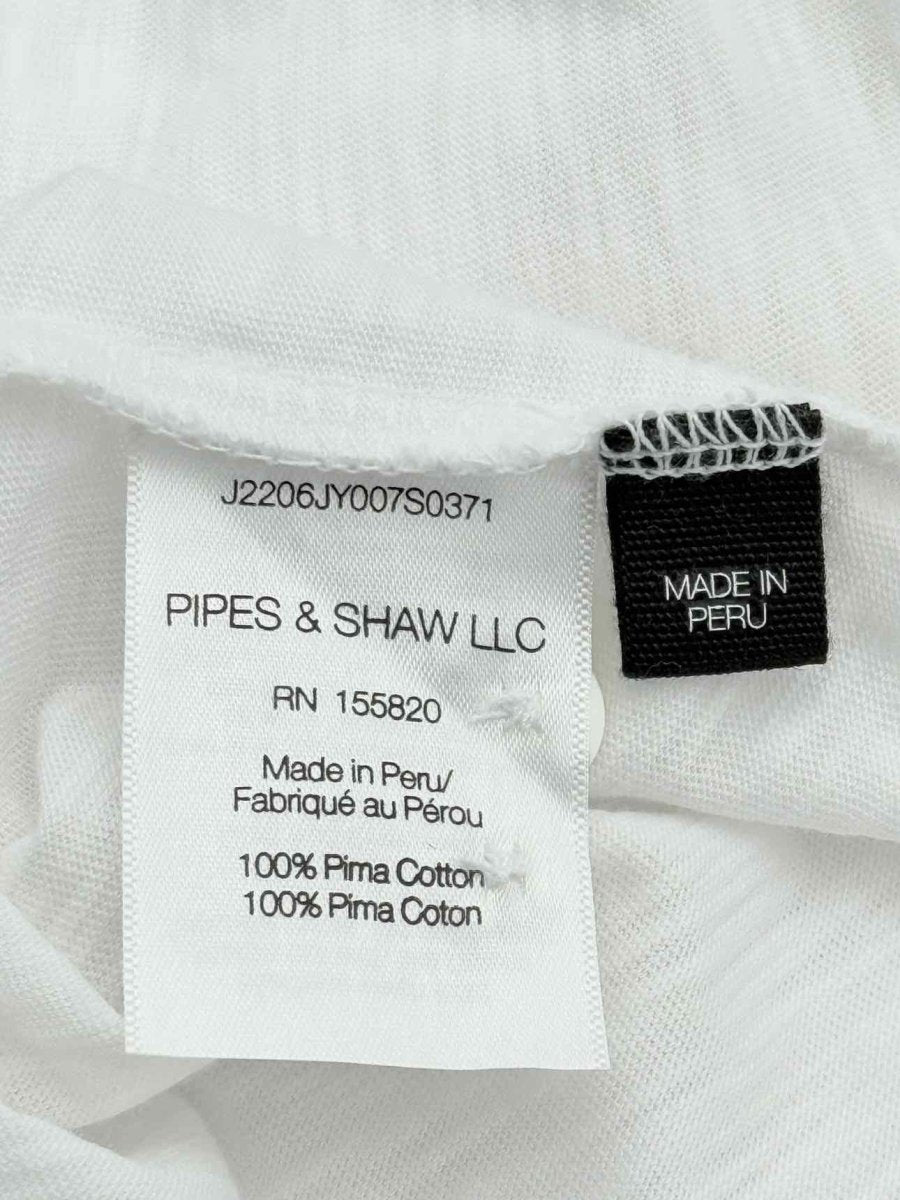 J2206JY007S0371
PIPES & SHAW LLC
RN 155820
Made in Peru/
Fabriqué au Pérou
100% Pima Cotton
100% Pima Coton
MADE IN
PERU